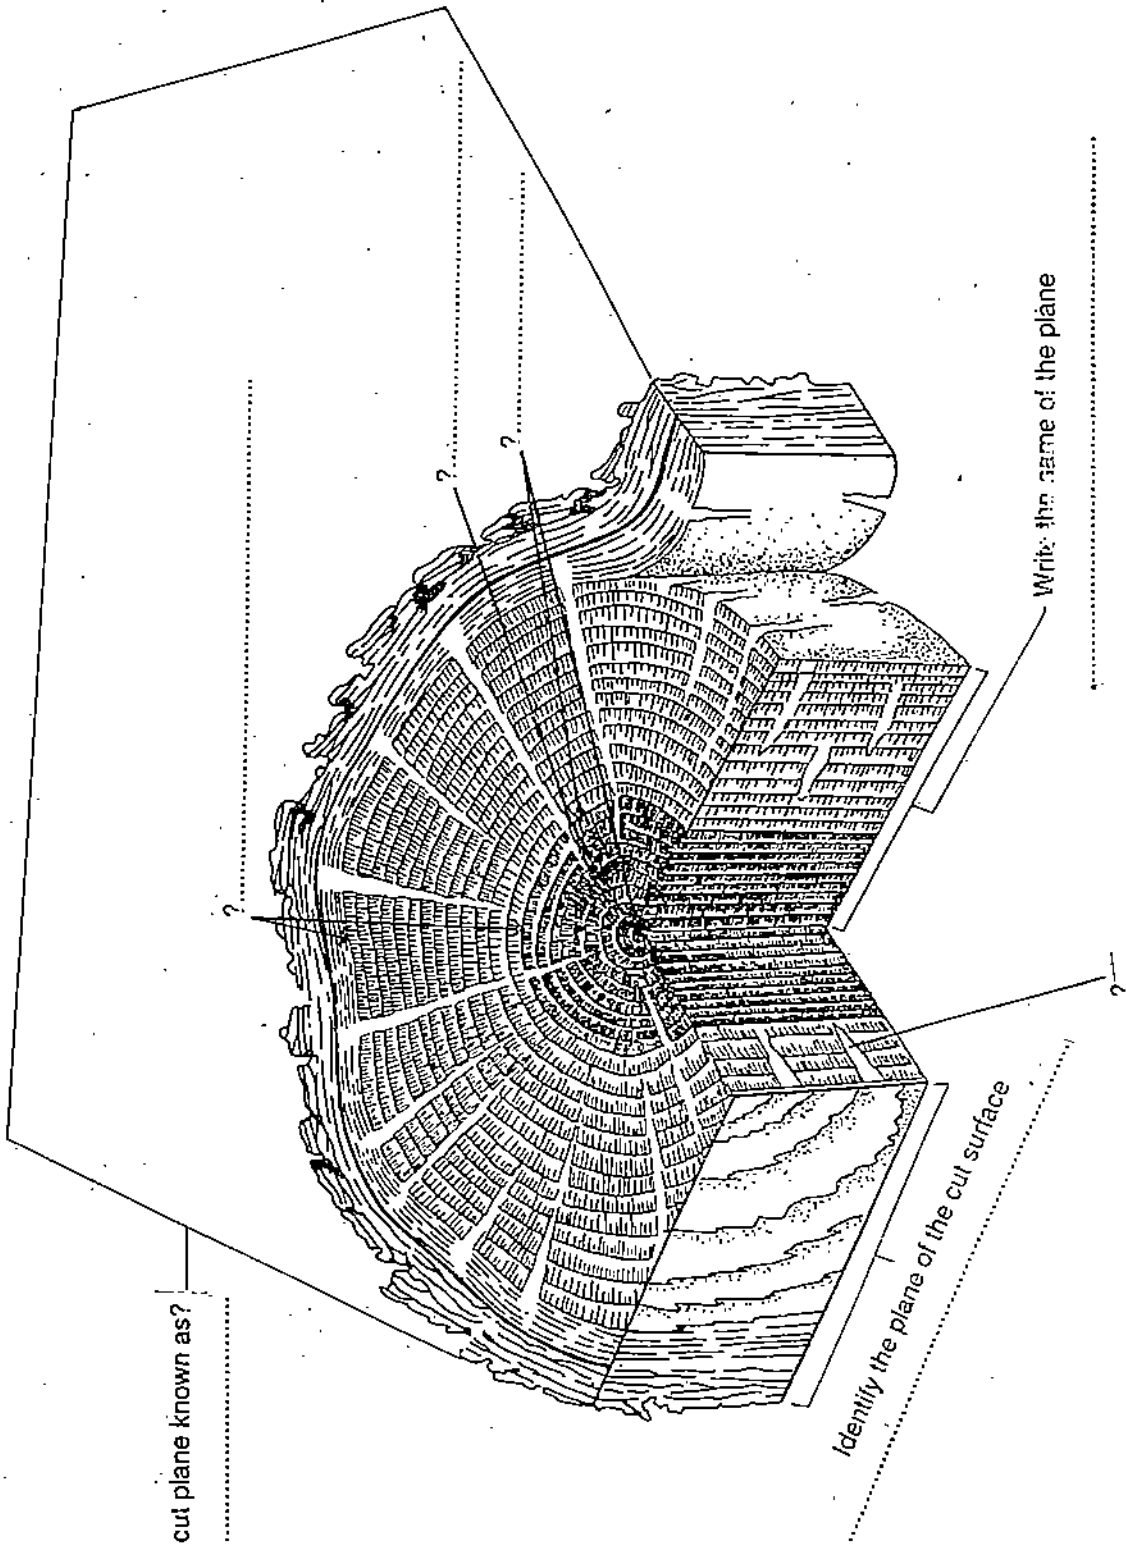 cut plane known as?
?
?
?
Write the name of the plane
?
Identify the plane of the cut surface